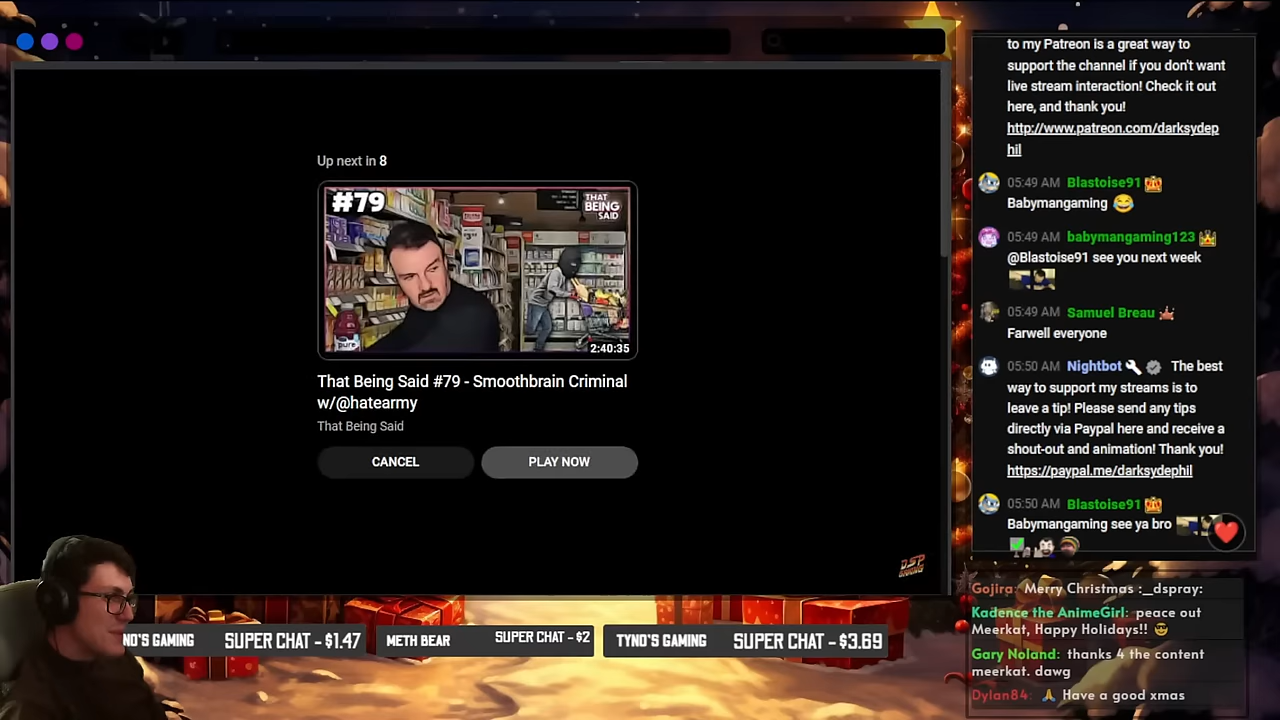 Up next in 8
#79
THAT
BEING
SAID
pure
2:40:35
That Being Said #79 - Smoothbrain Criminal
w/@hatearmy
That Being Said
CANCEL
PLAY NOW
DSP
GAMING
to my Patreon is a great way to
support the channel if you don't want
live stream interaction! Check it out
here, and thank you!
http://www.patreon.com/darksydep
hil
05:49 AM Blastoise91
Babymangaming 😂
05:49 AM babymangaming123
@Blastoise91 see you next week
05:49 AM Samuel Breau
Farwell everyone
05:50 AM Nightbot The best
way to support my streams is to
leave a tip! Please send any tips
directly via Paypal here and receive a
shout-out and animation! Thank you!
https://paypal.me/darksydephil
05:50 AM Blastoise91
Babymangaming see ya bro
Gojira: Merry Christmas :_dspray:
Kadence the AnimeGirl: peace out
Meerkat, Happy Holidays!! 😎
Gary Noland: thanks 4 the content
meerkat. dawg
Dylan84: 🙏 Have a good xmas
NO'S GAMING SUPER CHAT - $1.47
METH BEAR SUPER CHAT - $2
TYNO'S GAMING SUPER CHAT - $3.69